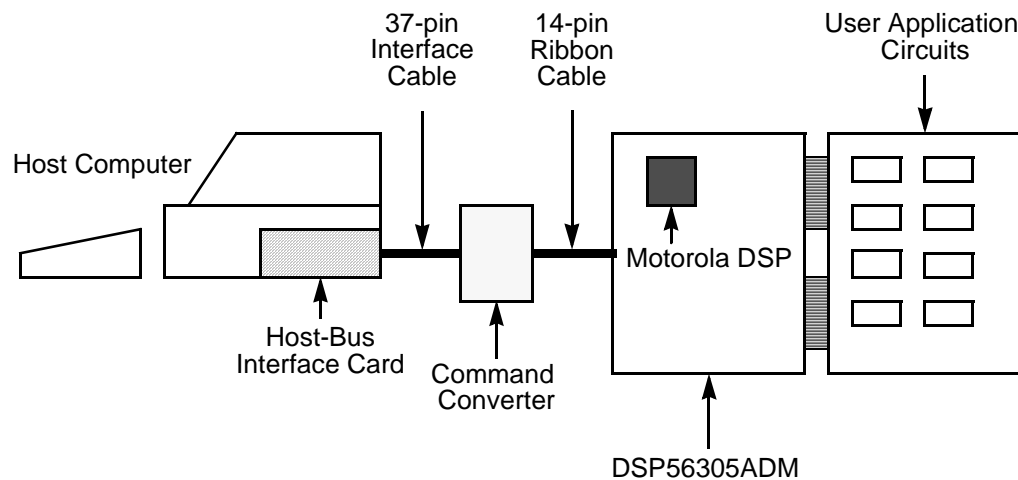 37-pin
Interface
Cable
14-pin
Ribbon
Cable
User Application
Circuits
Host Computer
Motorola DSP
Host-Bus
Interface Card
Command
Converter
DSP56305ADM